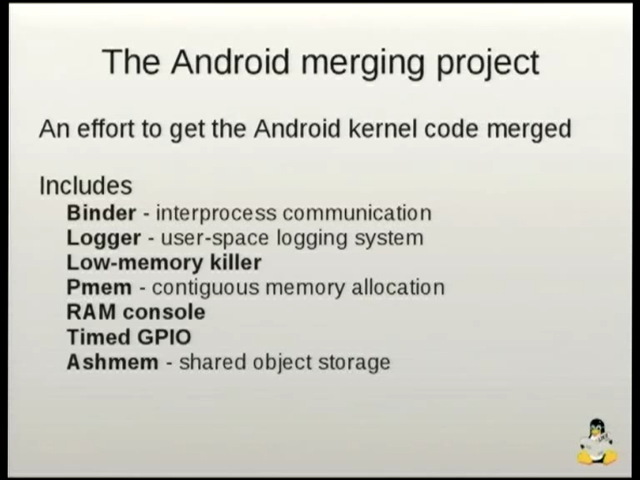 The Android merging project
An effort to get the Android kernel code merged
Includes
Binder - interprocess communication
Logger - user-space logging system
Low-memory killer
Pmem - contiguous memory allocation
RAM console
Timed GPIO
Ashmem - shared object storage